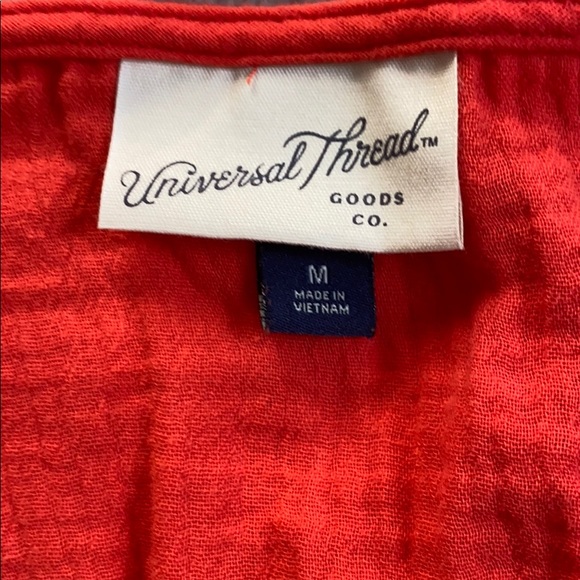 Universal Thread™
GOODS
CO.
M
MADE IN
VIETNAM